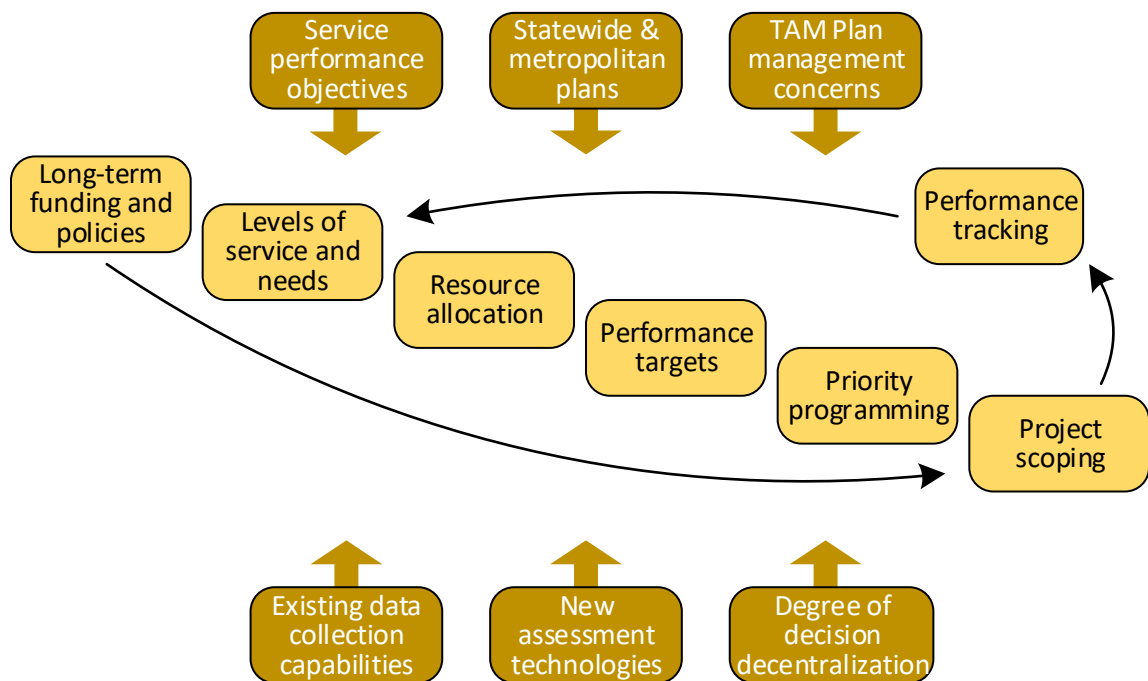 Service
performance
objectives
Statewide &
metropolitan
plans
TAM Plan
management
concerns
Long-term
funding and
policies
Levels of
service and
needs
Resource
allocation
Performance
targets
Priority
programming
Project
scoping
Performance
tracking
Existing data
collection
capabilities
New
assessment
technologies
Degree of
decision
decentralization